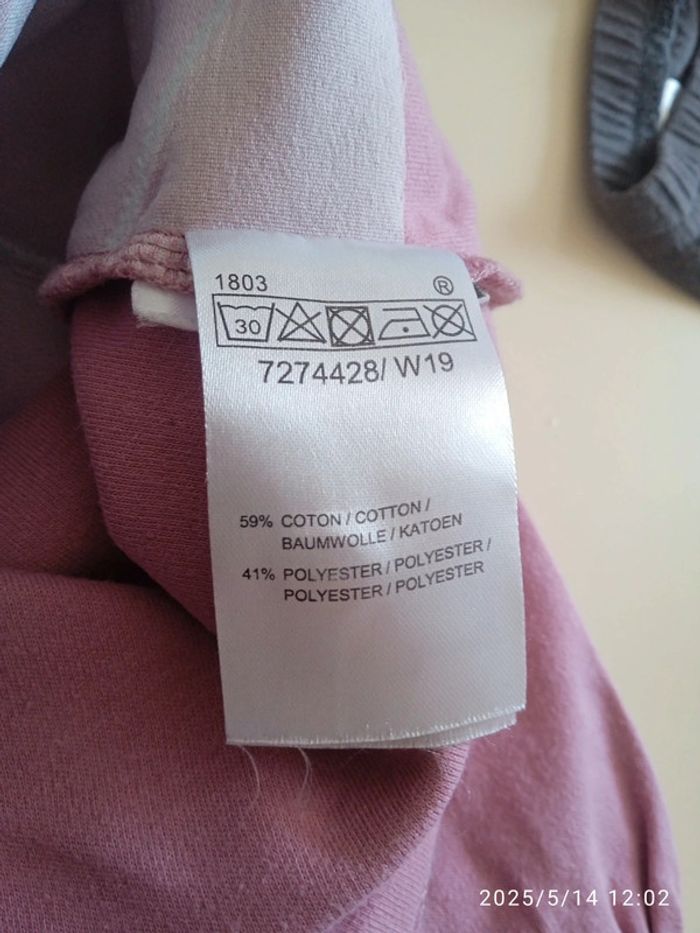 1803 ®
30
7274428/ W19
59% COTON / COTTON /
BAUMWOLLE / KATOEN
41% POLYESTER / POLYESTER /
POLYESTER / POLYESTER
2025/5/14 12:02